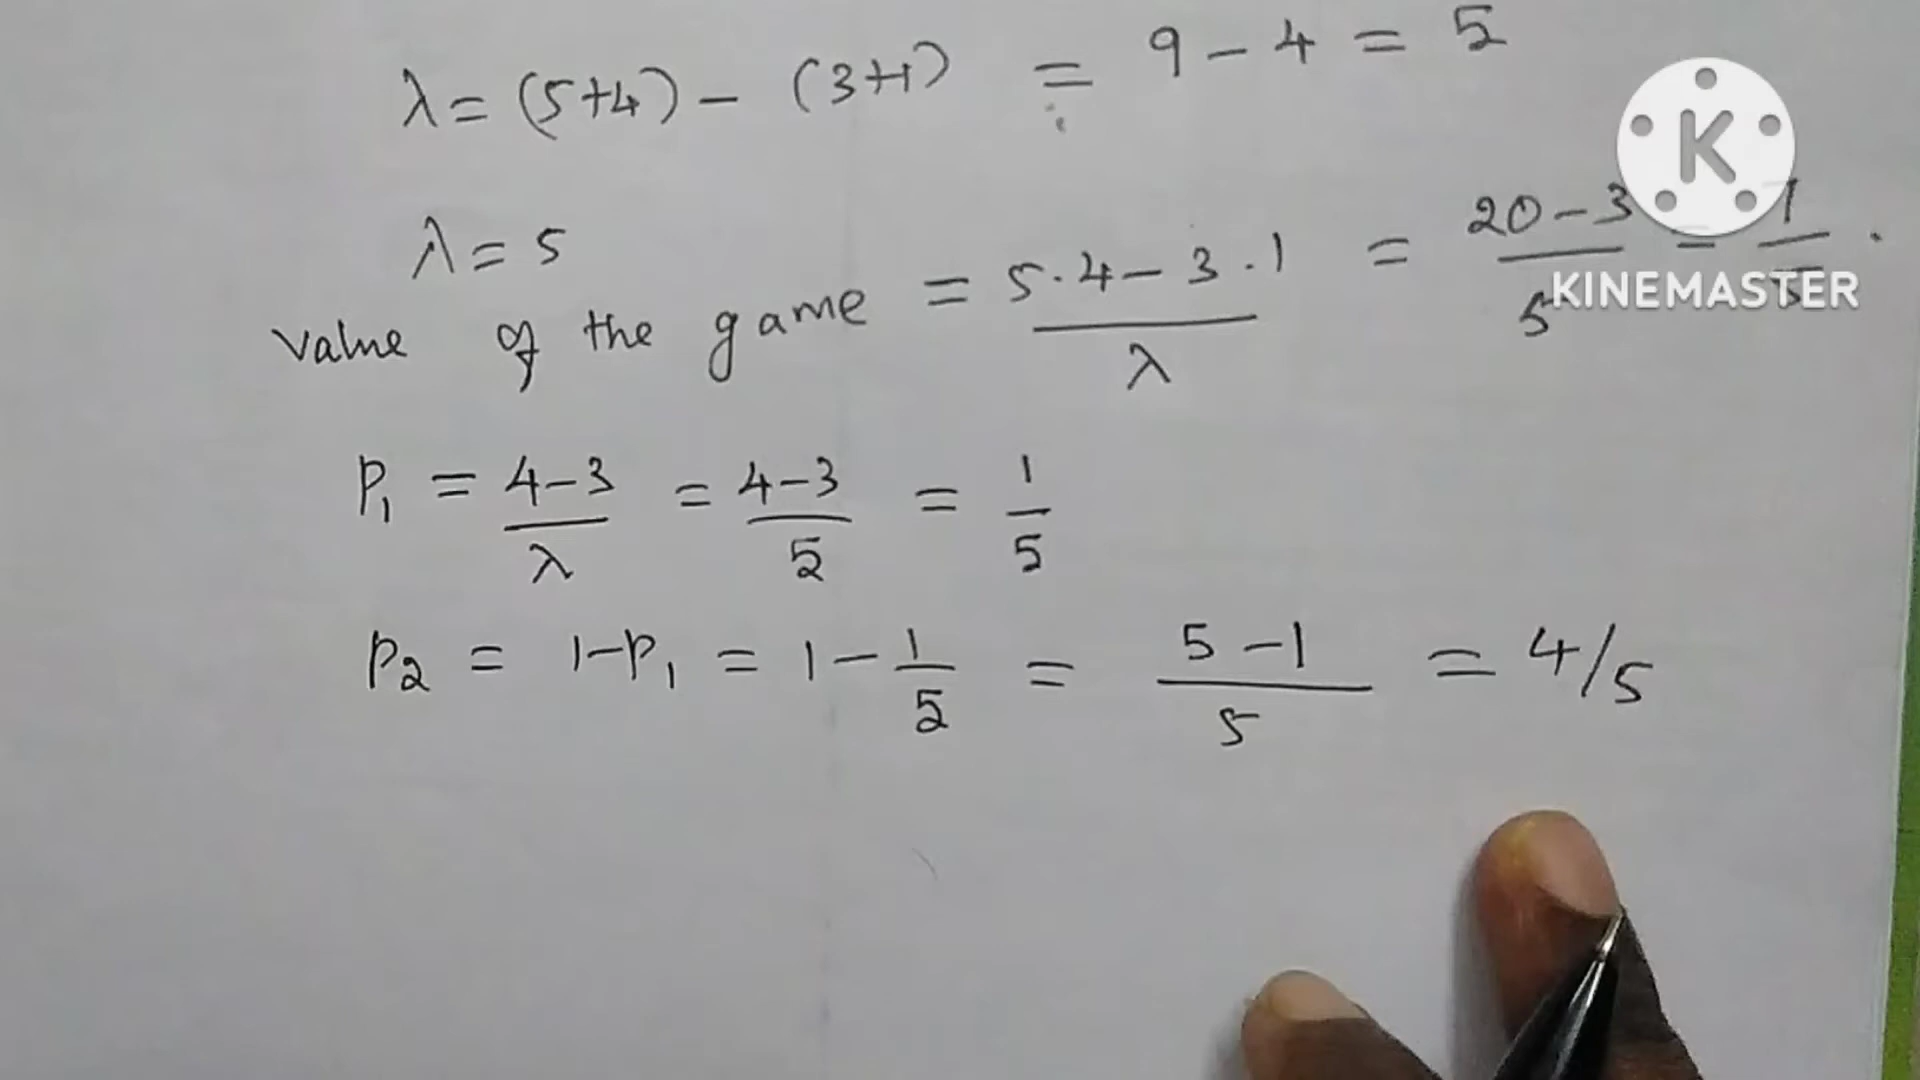 λ = (5+4) - (3+1) = 9 - 4 = 5
K
λ = 5
value of the game = 5.4 - 3.1 / λ = 20 - 3 / 5 =
KINEMASTER
P₁ = 4-3 / λ = 4-3 / 5 = 1 / 5
P₂ = 1-P₁ = 1 - 1 / 5 = 5 - 1 / 5 = 4/5